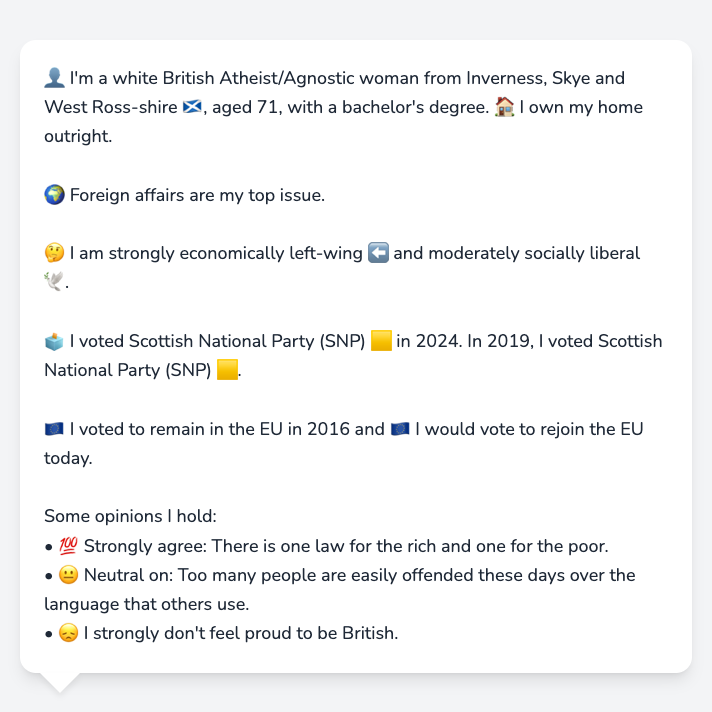 👤 I'm a white British Atheist/Agnostic woman from Inverness, Skye and
West Ross-shire 🏴󠁧󠁢󠁳󠁣󠁴󠁿, aged 71, with a bachelor's degree. 🏠 I own my home
outright.
🌍 Foreign affairs are my top issue.
🤔 I am strongly economically left-wing ⬅️ and moderately socially liberal
🕊️.
🗳️ I voted Scottish National Party (SNP) 🟨 in 2024. In 2019, I voted Scottish
National Party (SNP) 🟨.
🇪🇺 I voted to remain in the EU in 2016 and 🇪🇺 I would vote to rejoin the EU
today.
Some opinions I hold:
• 💯 Strongly agree: There is one law for the rich and one for the poor.
• 😐 Neutral on: Too many people are easily offended these days over the
language that others use.
• 😞 I strongly don't feel proud to be British.